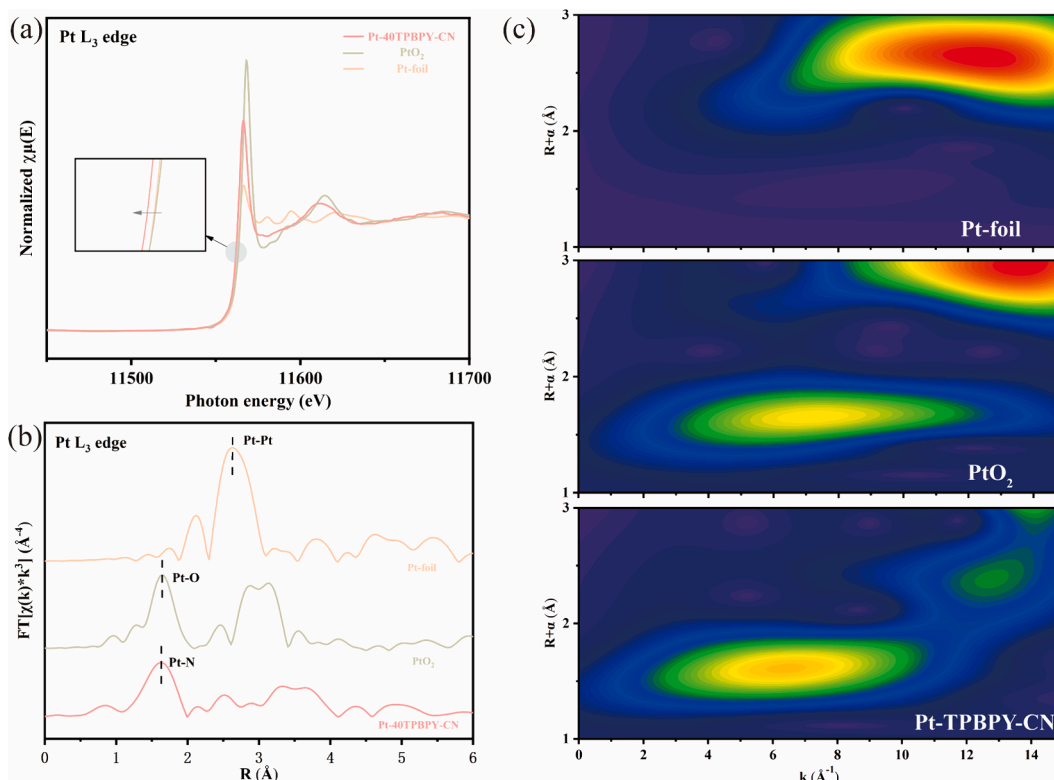 (a)
Pt L₃ edge
Pt-40TPBPY-CN
PtO₂
Pt-foil
Normalized χμ(E)
11500
11600
11700
Photon energy (eV)
(b)
Pt L₃ edge
Pt-Pt
Pt-foil
Pt-O
PtO₂
Pt-N
Pt-40TPBPY-CN
FT[χ(k)*k³] (Å⁻⁴)
0
1
2
3
4
5
6
R (Å)
(c)
3
2
1
R+α (Å)
Pt-foil
3
2
1
R+α (Å)
PtO₂
3
2
1
R+α (Å)
Pt-TPBPY-CN
0
2
4
6
8
10
12
14
k (Å⁻¹)